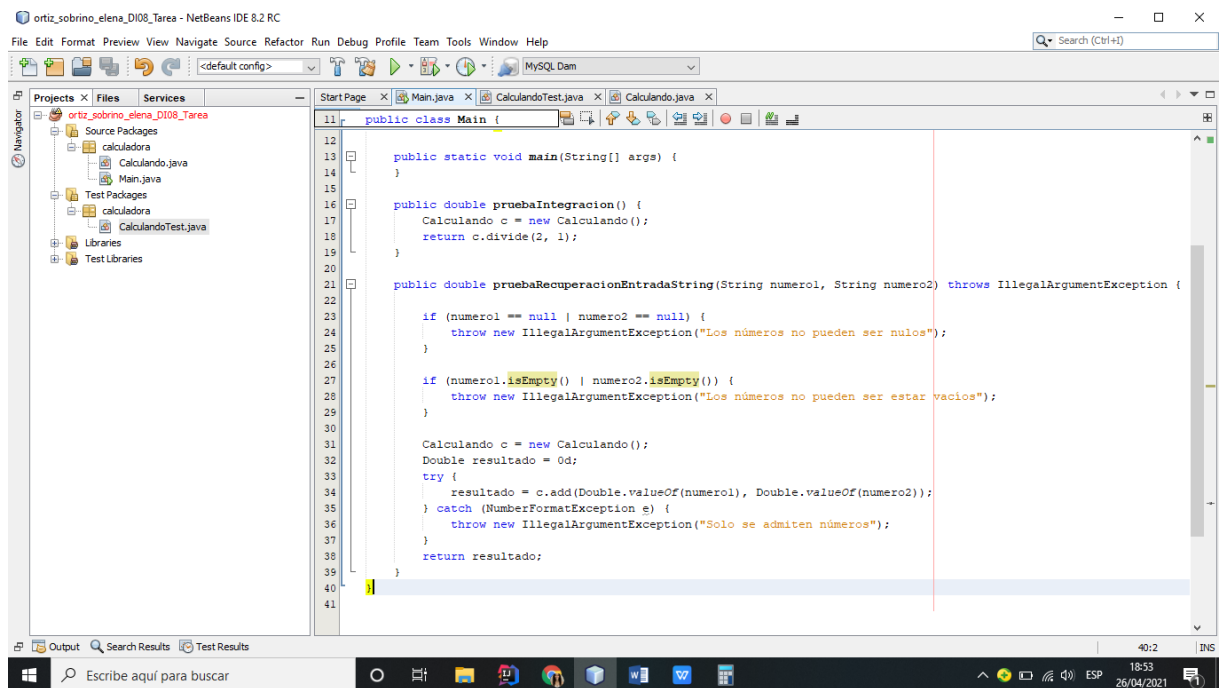 ortiz_sobrino_elena_DI08_Tarea - NetBeans IDE 8.2 RC
File Edit Format Preview View Navigate Source Refactor Run Debug Profile Team Tools Window Help
Search (Ctrl+I)
<default config>
MySQL Dam
Projects Files Services
Start Page Main.java CalculandoTest.java Calculando.java
Navigator
ortiz_sobrino_elena_DI08_Tarea
Source Packages
calculadora
Calculando.java
Main.java
Test Packages
calculadora
CalculandoTest.java
Libraries
Test Libraries
11 public class Main {
12
13 public static void main(String[] args) {
14 }
15
16 public double pruebaIntegracion() {
17 Calculando c = new Calculando();
18 return c.divide(2, 1);
19 }
20
21 public double pruebaRecuperacionEntradaString(String numero1, String numero2) throws IllegalArgumentException {
22
23 if (numero1 == null | numero2 == null) {
24 throw new IllegalArgumentException("Los números no pueden ser nulos");
25 }
26
27 if (numero1.isEmpty() | numero2.isEmpty()) {
28 throw new IllegalArgumentException("Los números no pueden ser estar vacíos");
29 }
30
31 Calculando c = new Calculando();
32 Double resultado = 0d;
33 try {
34 resultado = c.add(Double.valueOf(numero1), Double.valueOf(numero2));
35 } catch (NumberFormatException e) {
36 throw new IllegalArgumentException("Solo se admiten números");
37 }
38 return resultado;
39 }
40 }
41
Output Search Results Test Results
40:2 INS
Escribe aquí para buscar
ESP
18:53
26/04/2021